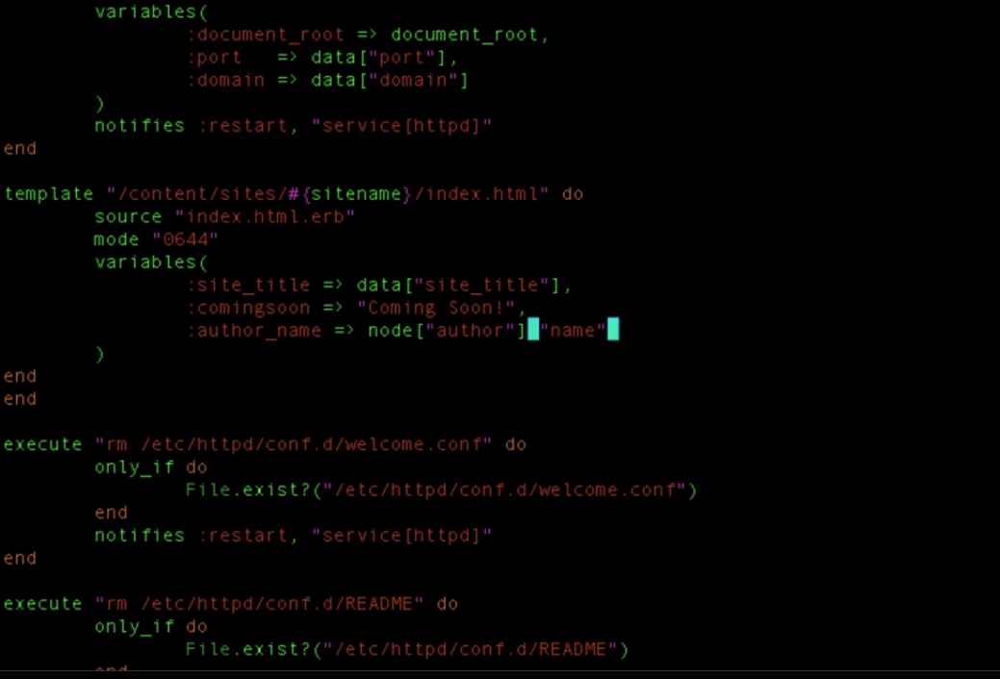 variables(
:document_root => document_root,
:port => data["port"],
:domain => data["domain"]
)
notifies :restart, "service[httpd]"
end
template "/content/sites/#{sitename}/index.html" do
source "index.html.erb"
mode "0644"
variables(
:site_title => data["site_title"],
:comingsoon => "Coming Soon!",
:author_name => node["author"]["name"]
)
end
end
execute "rm /etc/httpd/conf.d/welcome.conf" do
only_if do
File.exist?("/etc/httpd/conf.d/welcome.conf")
end
notifies :restart, "service[httpd]"
end
execute "rm /etc/httpd/conf.d/README" do
only_if do
File.exist?("/etc/httpd/conf.d/README")
end